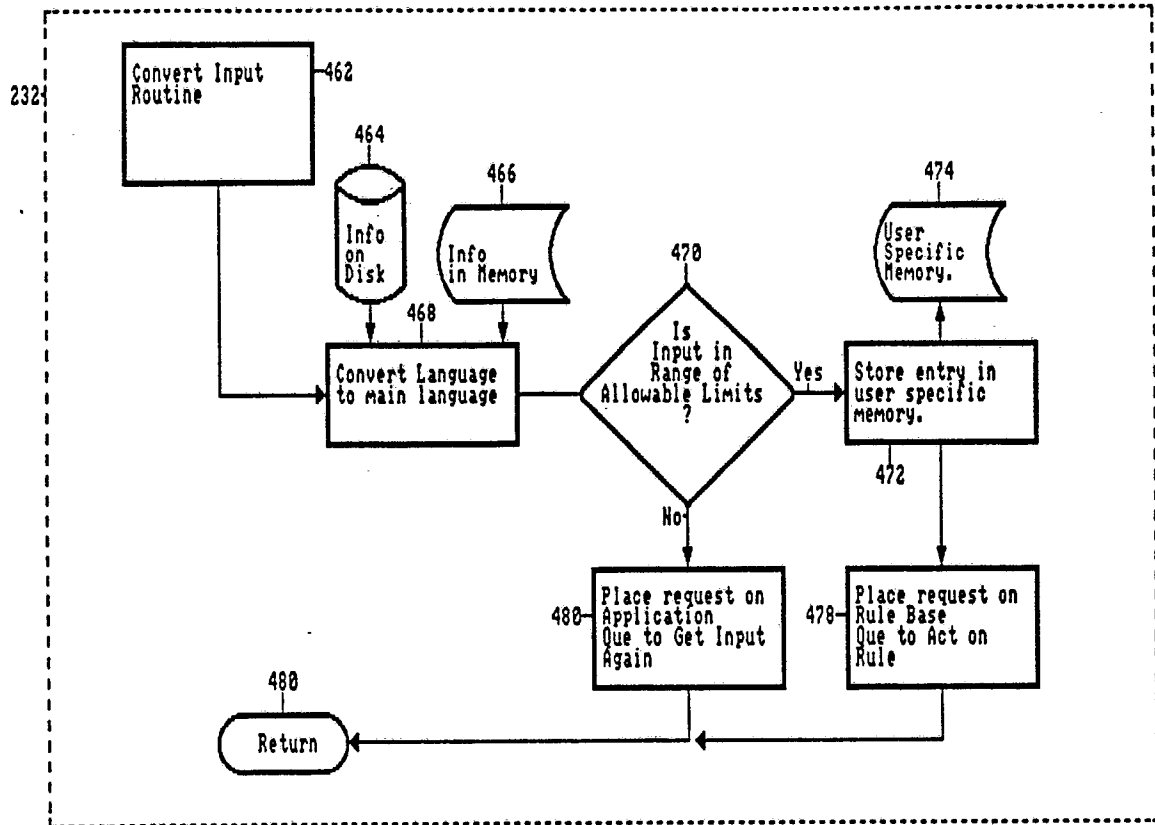 Convert Input
Routine
462
232
464
466
474
Info
on
Disk
Info
in Memory
User
Specific
Memory.
470
468
Is
Input in
Range of
Allowable Limits
?
Yes
Convert Language
to main language
Store entry in
user specific
memory.
472
No
Place request on
Application
Que to Get Input
Again
480
478
Place request on
Rule Base
Que to Act on
Rule
480
Return